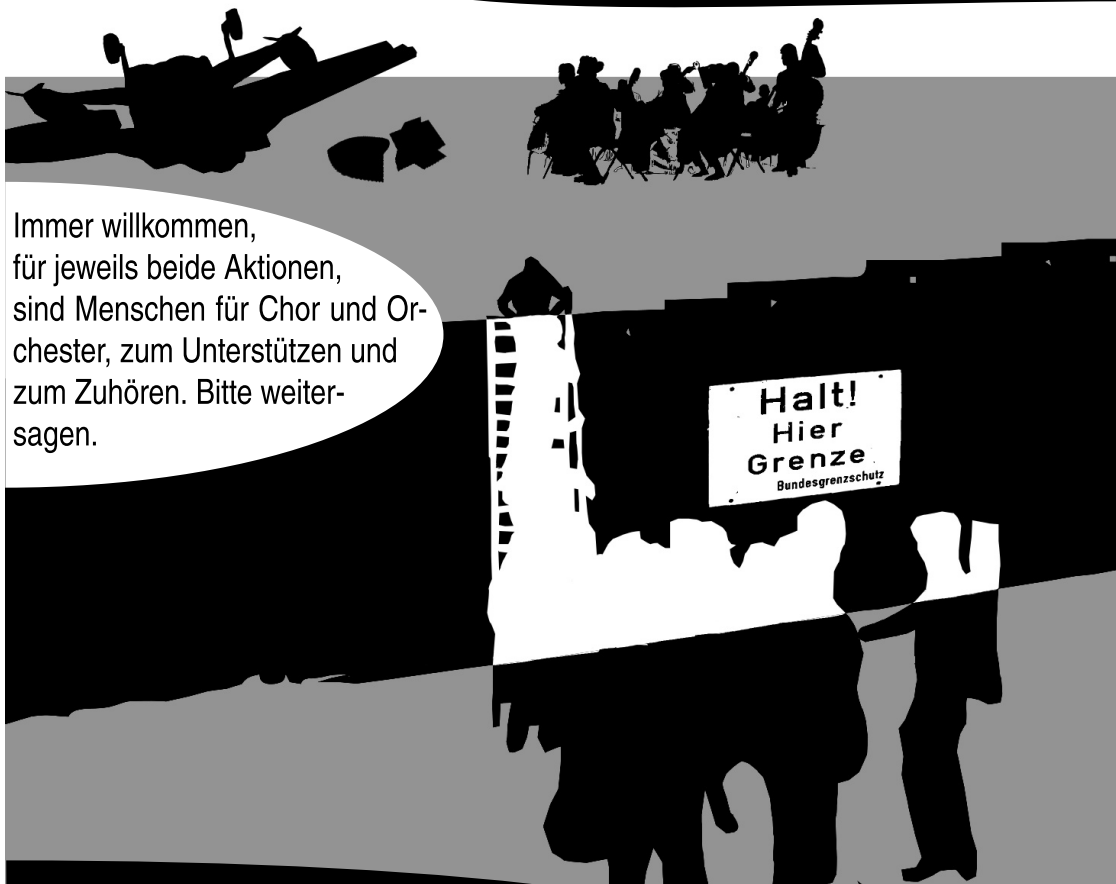 Immer willkommen,
für jeweils beide Aktionen,
sind Menschen für Chor und Or-
chester, zum Unterstützen und
zum Zuhören. Bitte weiter-
sagen.
Halt!
Hier
Grenze
Bundesgrenzschutz